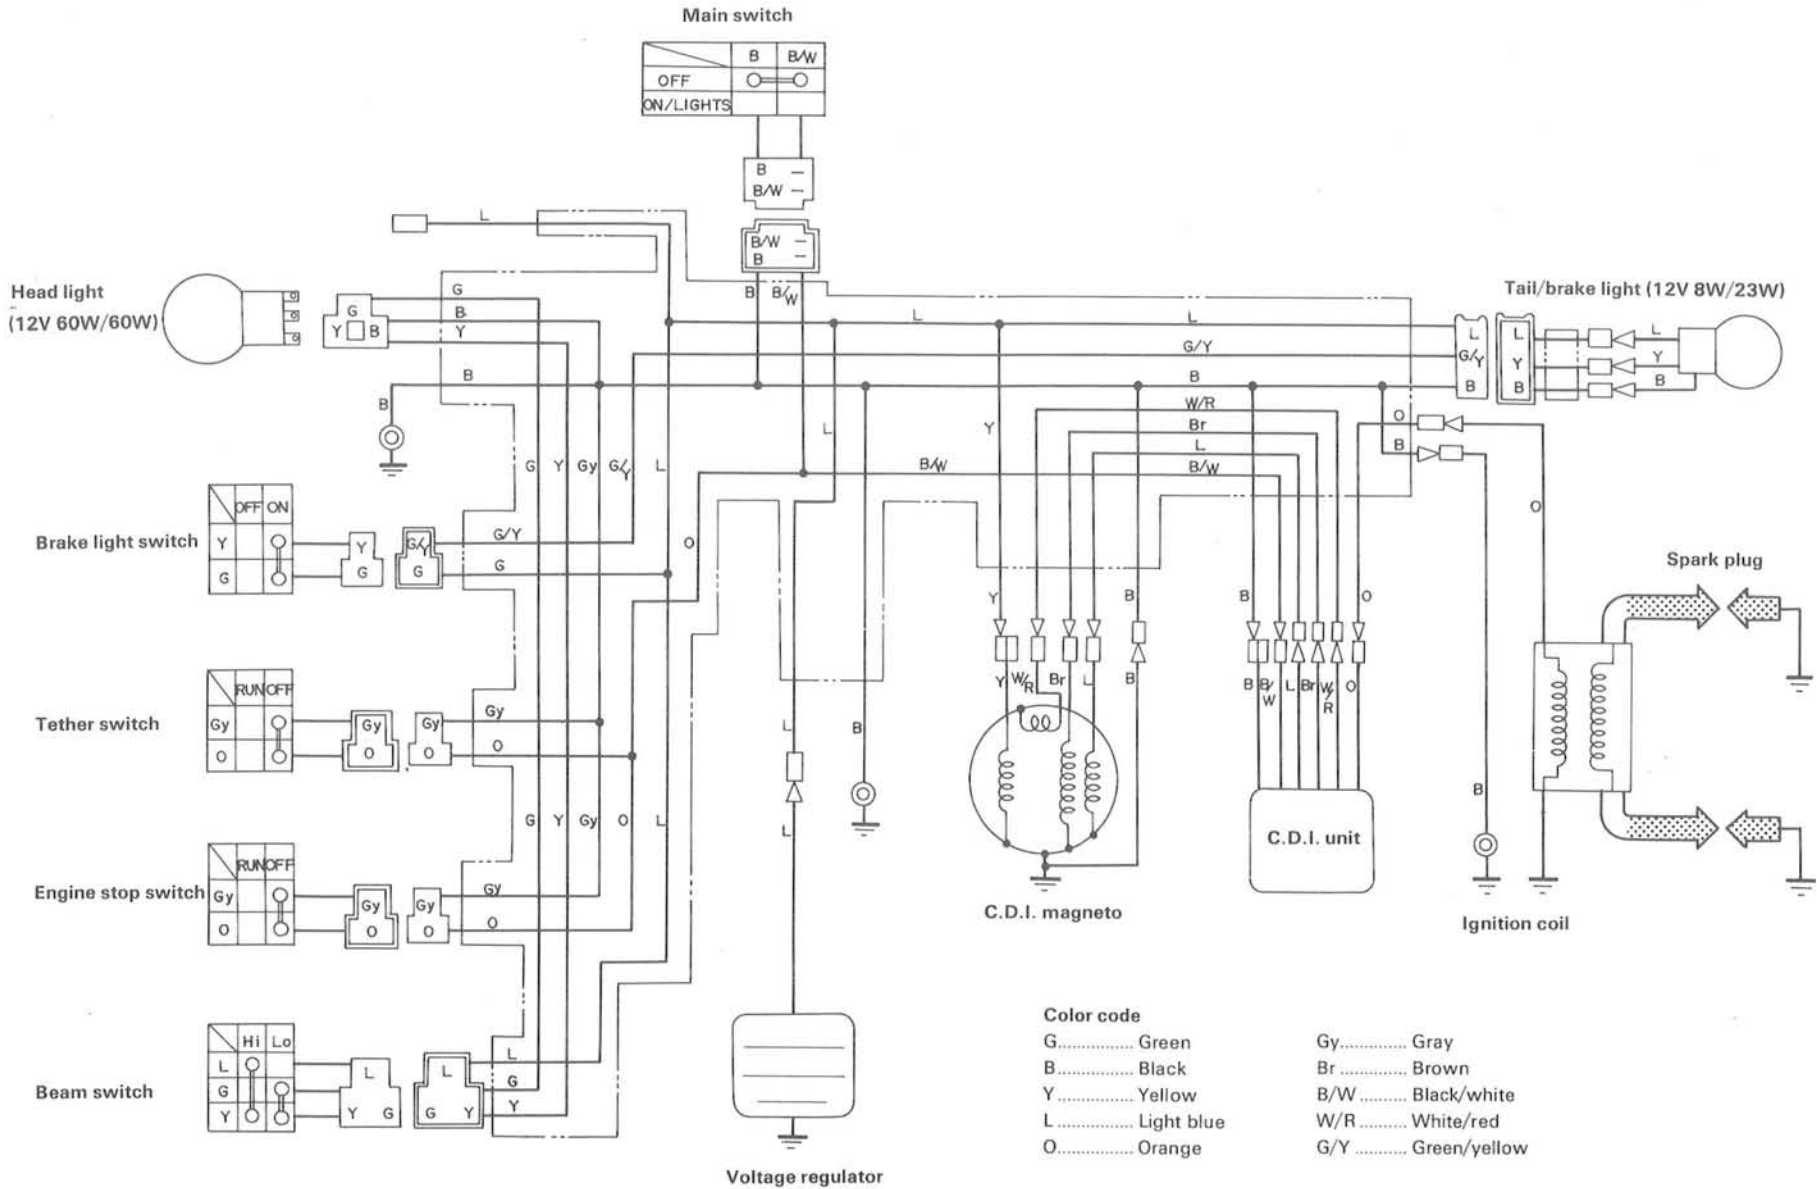 Main switch
B B/W
OFF
ON/LIGHTS
B
B/W
B/W
B
B B/W
L
Head light
(12V 60W/60W)
G
Y B
G
B
Y
Tail/brake light (12V 8W/23W)
L L
G/Y
B
L
G/Y
B
L
Y
B
L
Y
B
B
B
W/R
Br
L
B/W
B/W
O
B
L
Y
G Y Gy G/Y L
O
O
Brake light switch
OFF ON
Y
G
Y
G
G/Y
G
G/Y
G
Spark plug
Y
B
B
O
Tether switch
RUN OFF
Gy
O
Gy
O
Gy
O
Gy
O
L
B
Y W/R Br L
B
B B/W L Br W/R O
G Y Gy O L
L
B
C.D.I. unit
Engine stop switch
RUN OFF
Gy
O
Gy
O
Gy
O
Gy
O
C.D.I. magneto
Ignition coil
Beam switch
Hi Lo
L
G
Y
L
Y G
L
G Y
L
G
Y
Voltage regulator
Color code
G.............. Green
B.............. Black
Y.............. Yellow
L.............. Light blue
O.............. Orange
Gy............. Gray
Br............. Brown
B/W.......... Black/white
W/R.......... White/red
G/Y........... Green/yellow